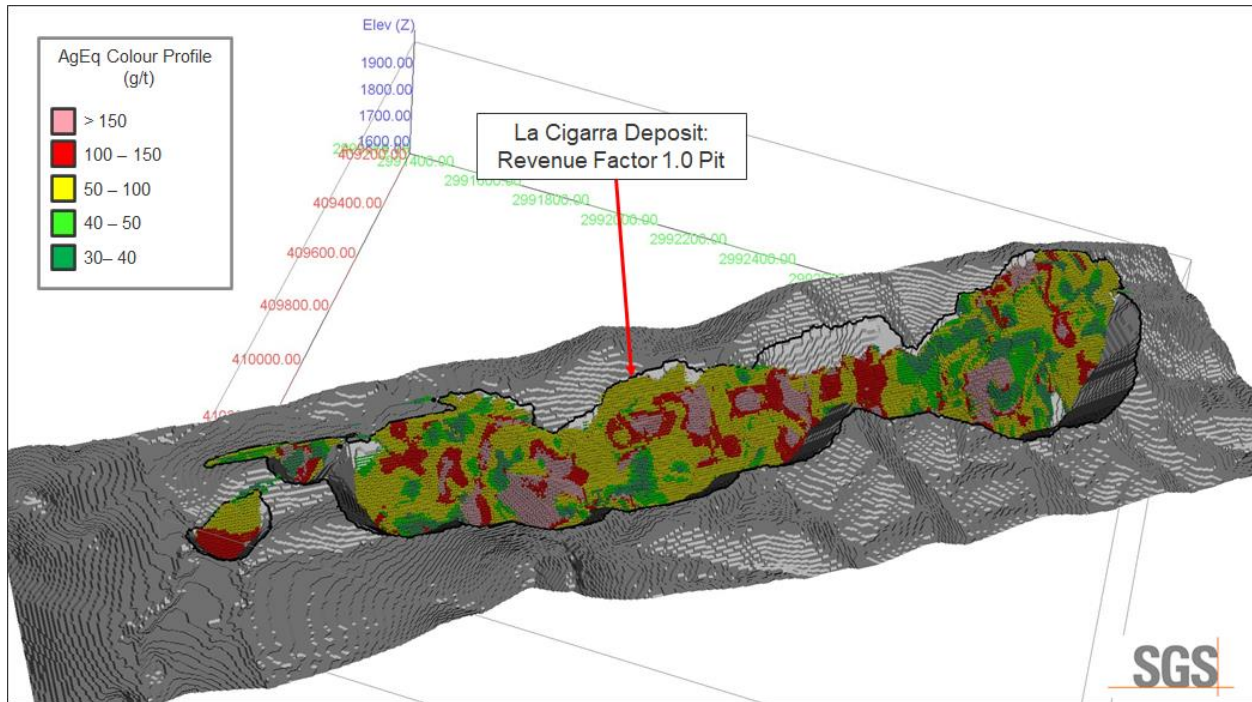 AgEq Colour Profile
(g/t)
> 150
100 – 150
50 – 100
40 – 50
30– 40
Elev (Z)
1900.00
1800.00
1700.00
1600.00
409200.00
409400.00
409600.00
409800.00
410000.00
2991400.00
2991600.00
2991800.00
2992000.00
2992200.00
2992400.00
La Cigarra Deposit:
Revenue Factor 1.0 Pit
SGS